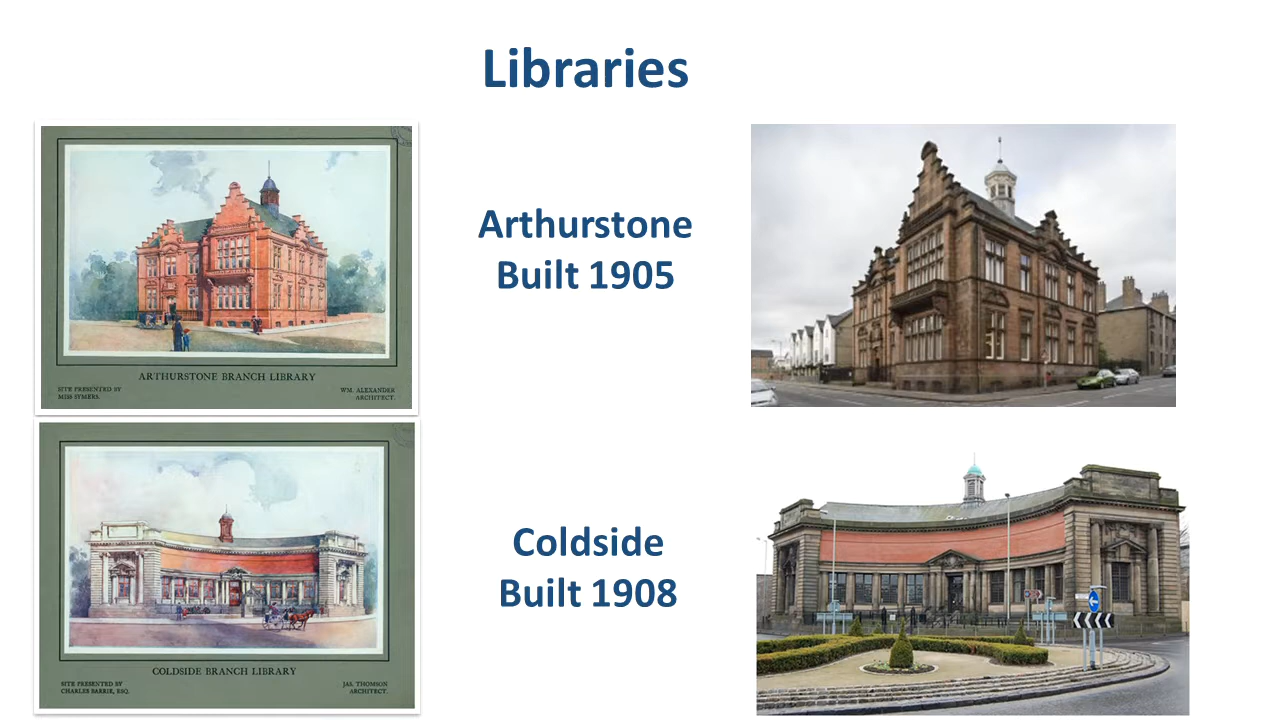 Libraries
ARTHURSTONE BRANCH LIBRARY
SITE PRESENTED BY
MISS SYMERS.
WM. ALEXANDER
ARCHITECT.
Arthurstone
Built 1905
COLDSIDE BRANCH LIBRARY
SITE PRESENTED BY
CHARLES BARRIE, ESQ.
JAS. THOMSON
ARCHITECT.
Coldside
Built 1908